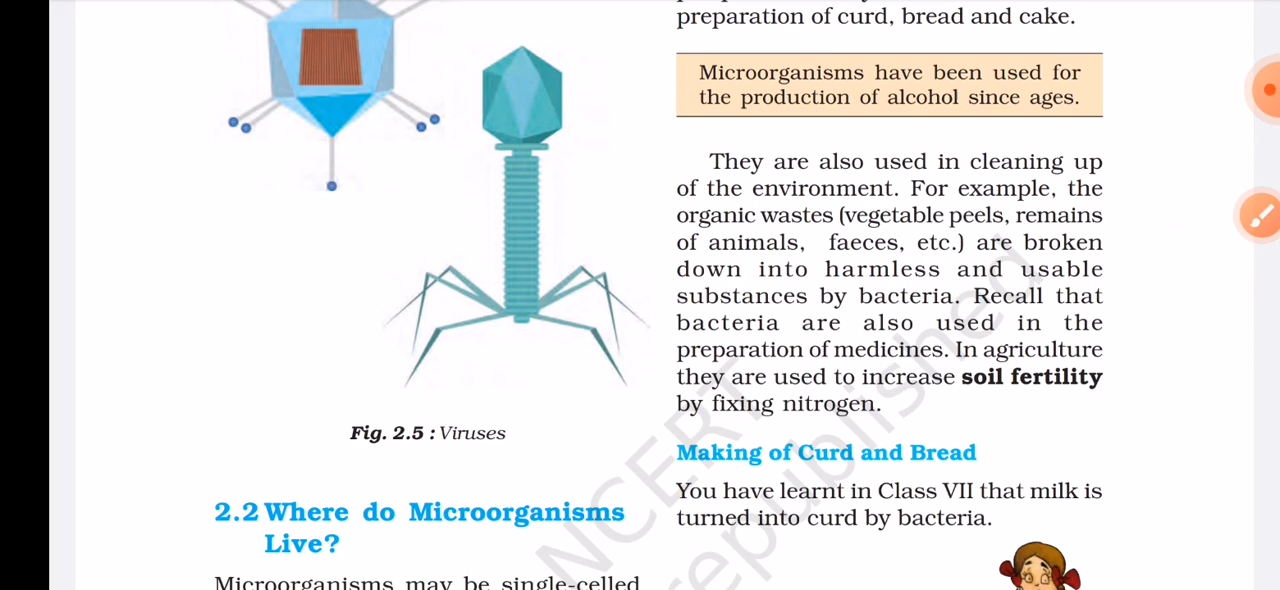 Fig. 2.5 : Viruses
2.2 Where do Microorganisms
Live?
Microorganisms may be single-celled
preparation of curd, bread and cake.
Microorganisms have been used for
the production of alcohol since ages.
They are also used in cleaning up
of the environment. For example, the
organic wastes (vegetable peels, remains
of animals, faeces, etc.) are broken
down into harmless and usable
substances by bacteria. Recall that
bacteria are also used in the
preparation of medicines. In agriculture
they are used to increase soil fertility
by fixing nitrogen.
Making of Curd and Bread
You have learnt in Class VII that milk is
turned into curd by bacteria.
NCERT
republished